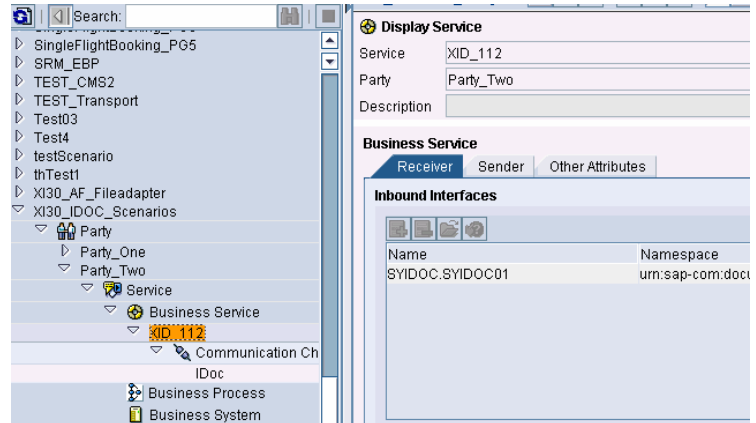 Search:
SingleFlightBooking_PG5
SRM_EBP
TEST_CMS2
TEST_Transport
Test03
Test4
testScenario
thTest1
XI30_AF_Fileadapter
XI30_IDOC_Scenarios
Party
Party_One
Party_Two
Service
Business Service
XID_112
Communication Ch
IDoc
Business Process
Business System
Display Service
Service XID_112
Party Party_Two
Description
Business Service
Receiver Sender Other Attributes
Inbound Interfaces
Name Namespace
SYIDOC.SYIDOC01 urn:sap-com:docu